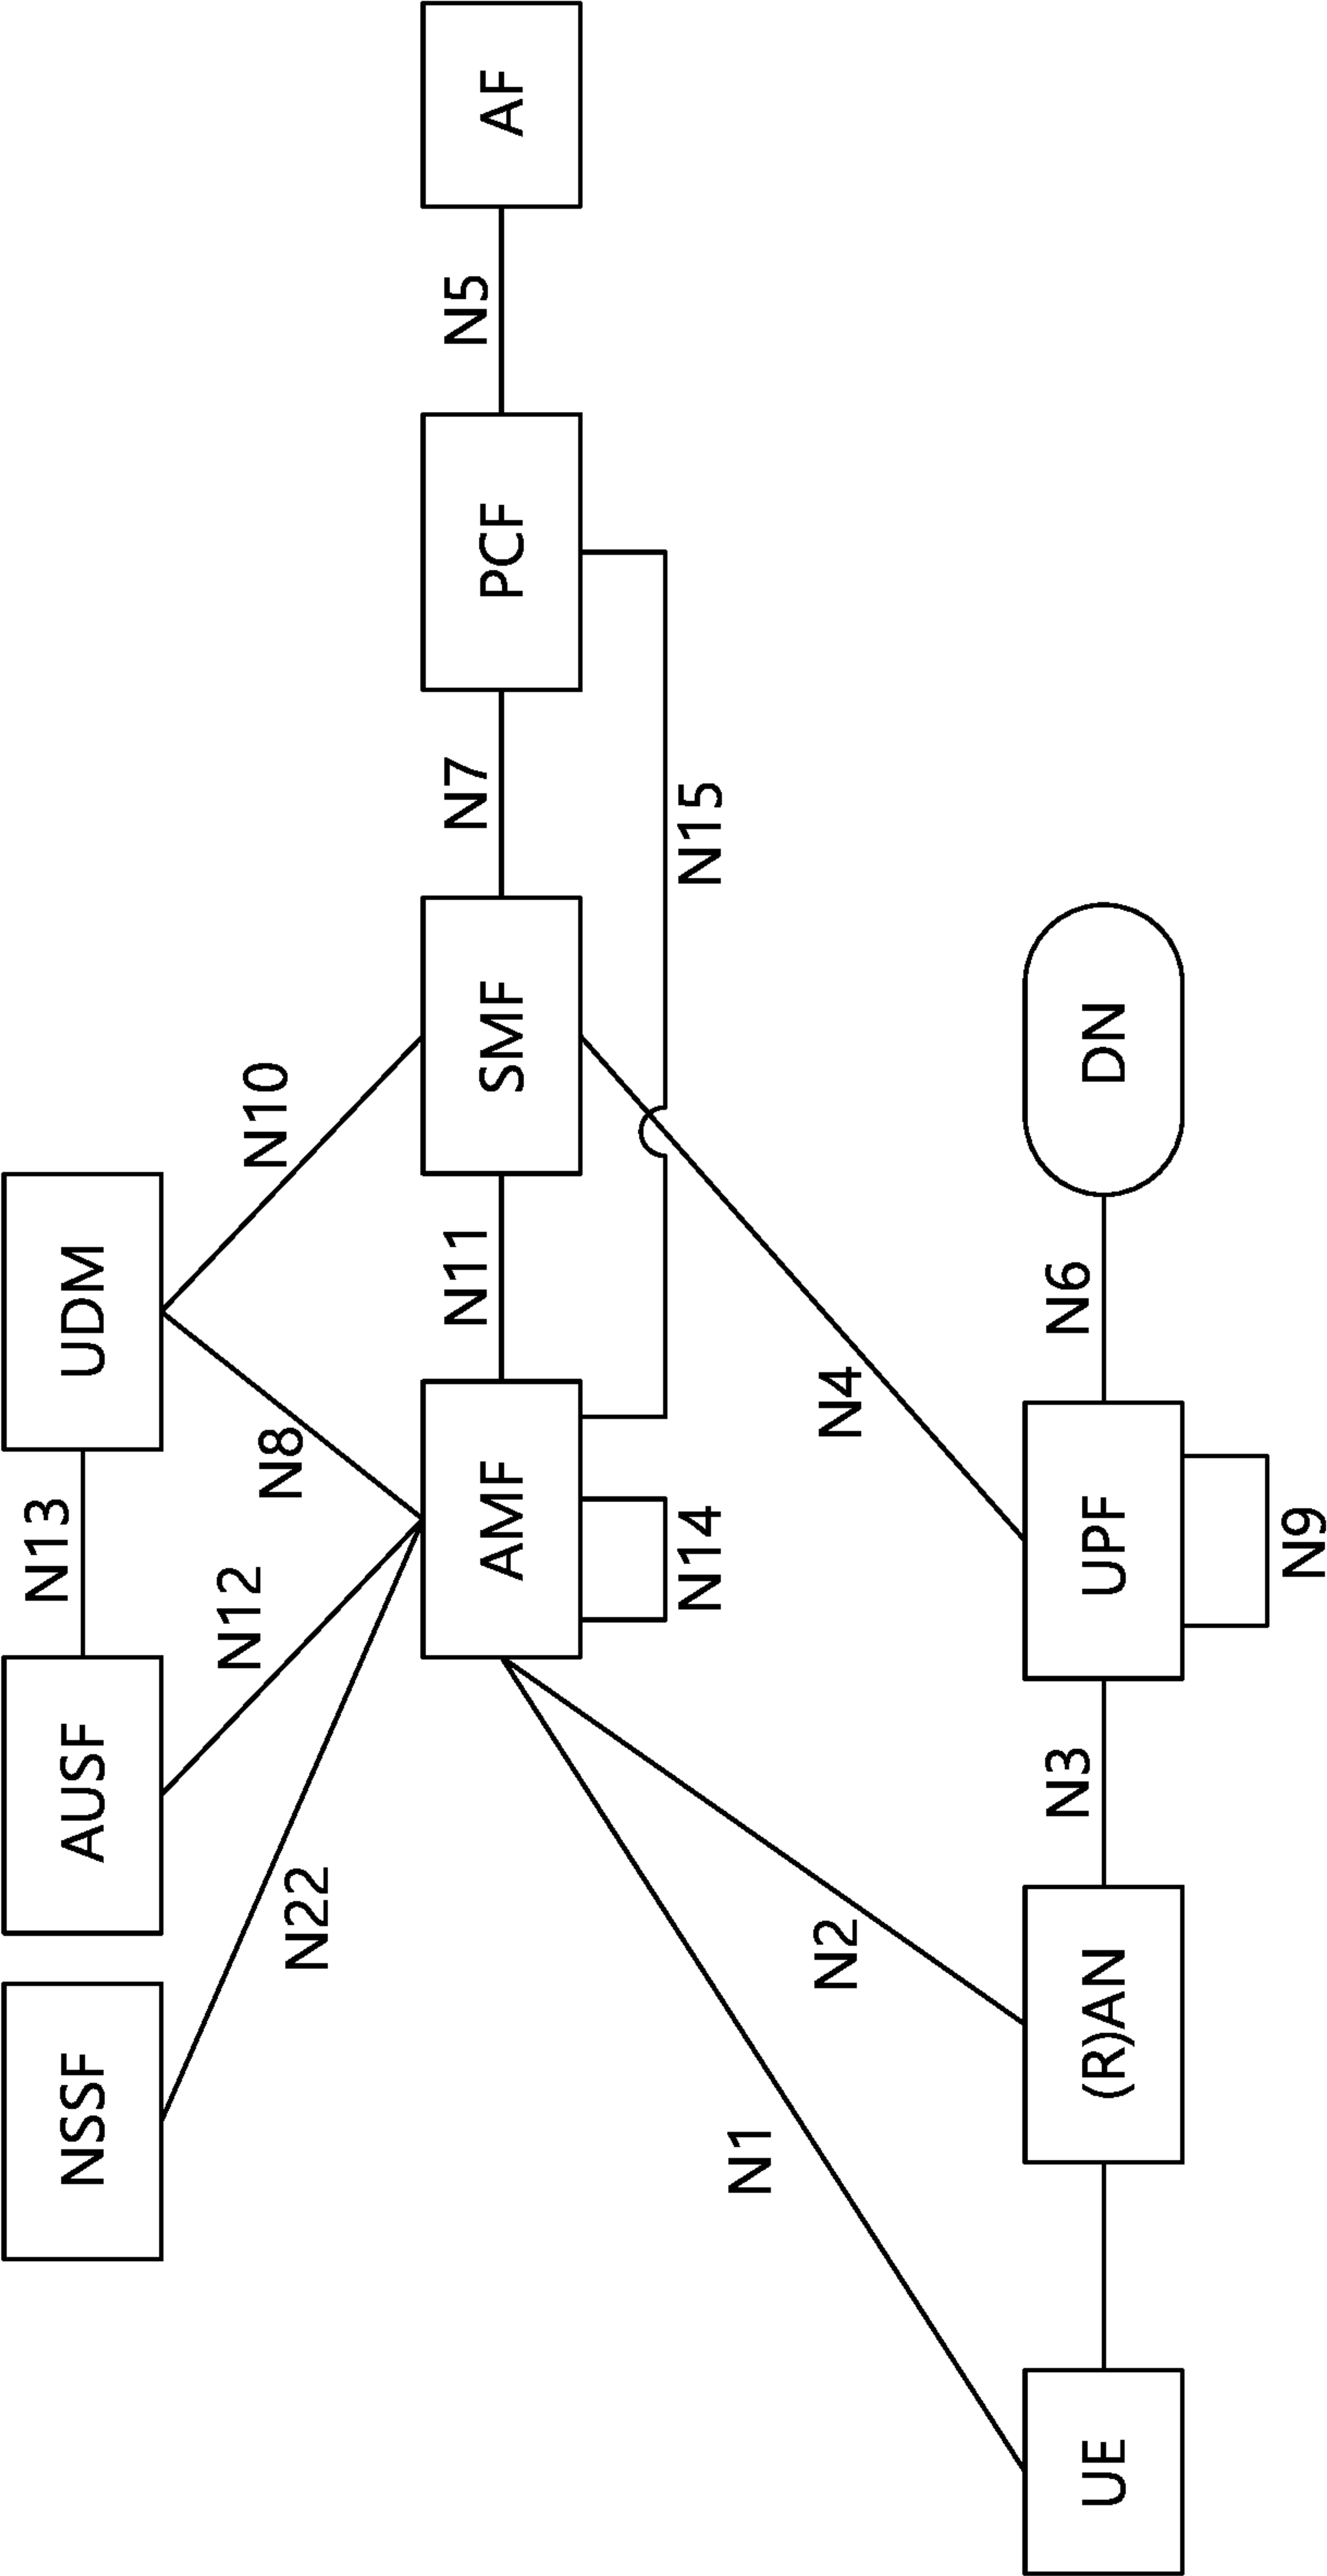 NSSF
AUSF
N13
UDM
N22
N12
N8
N10
AMF
N11
SMF
N7
PCF
N5
AF
N14
N15
N1
N2
N4
UE
(R)AN
N3
UPF
N6
DN
N9